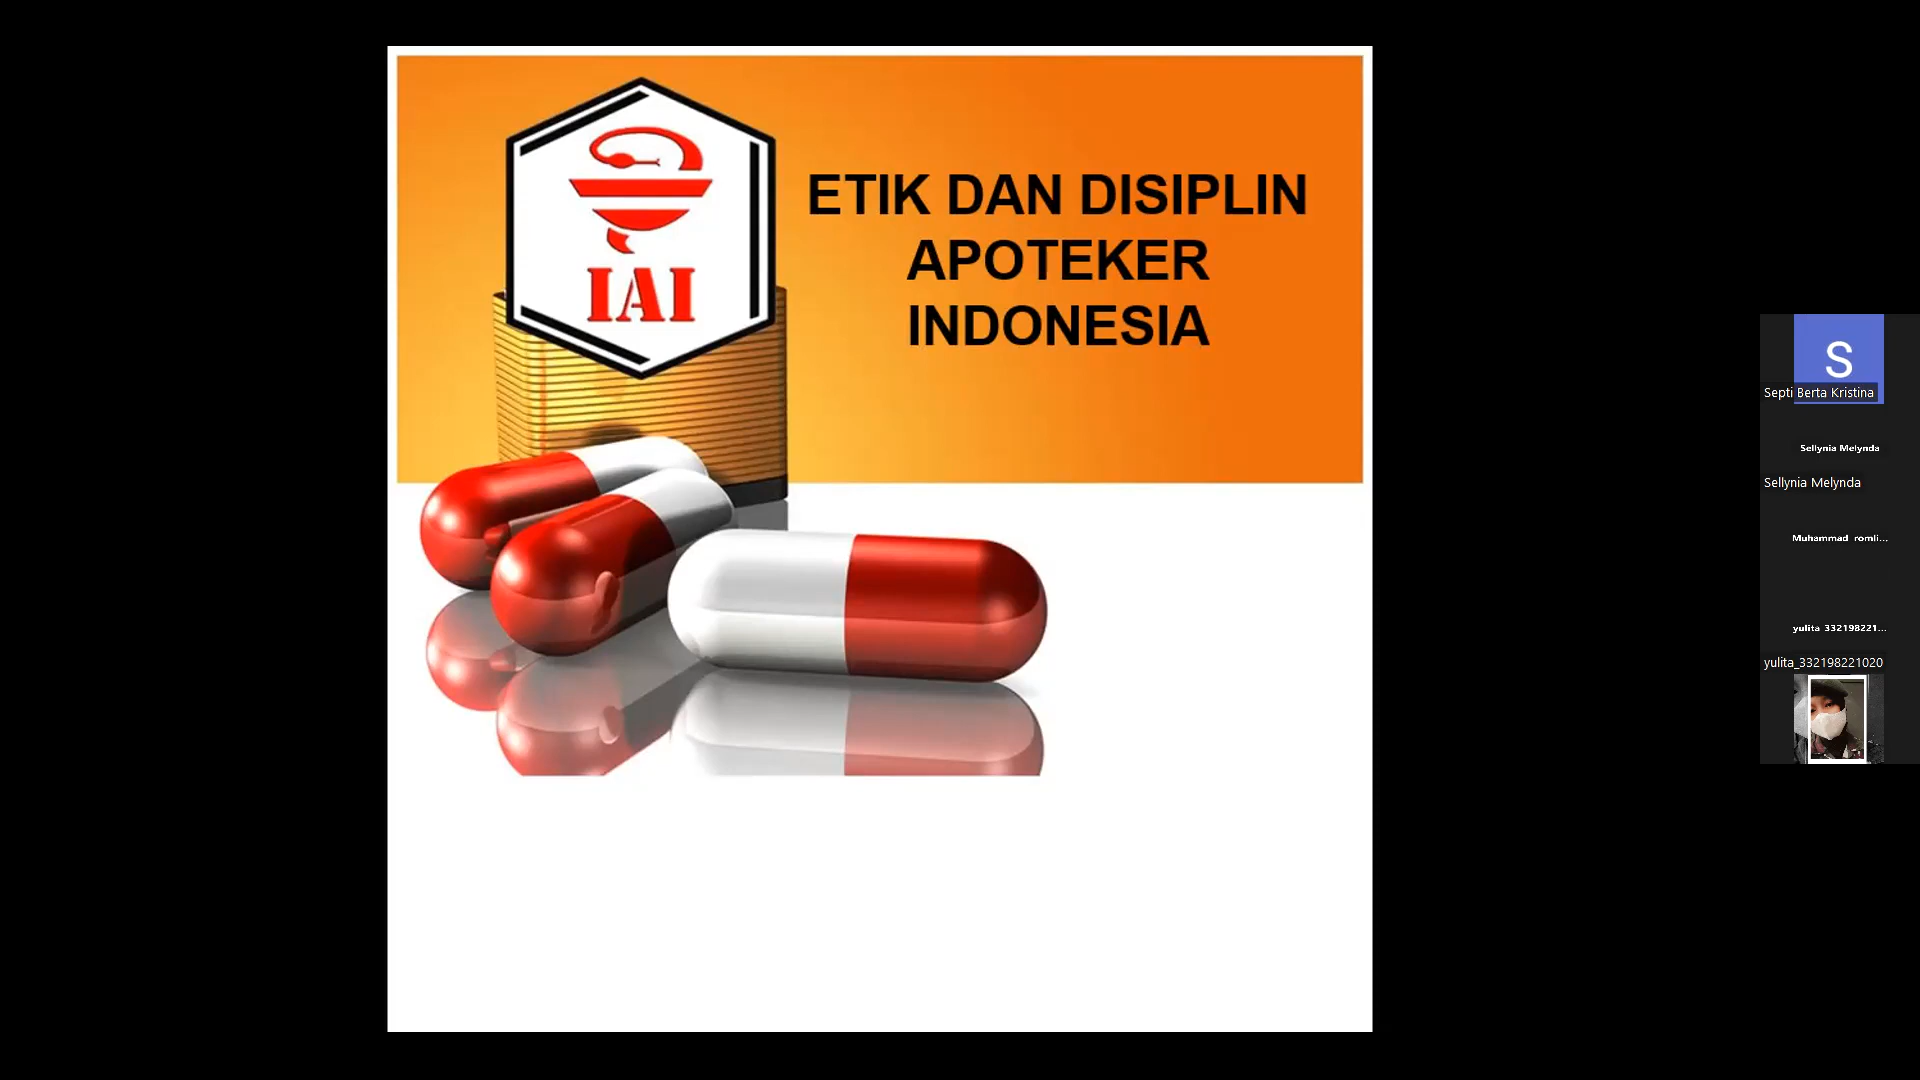 IAI
ETIK DAN DISIPLIN
APOTEKER
INDONESIA
S
Septi Berta Kristina
Sellynia Melynda
Sellynia Melynda
Muhammad romli...
yulita 332198221...
yulita_332198221020